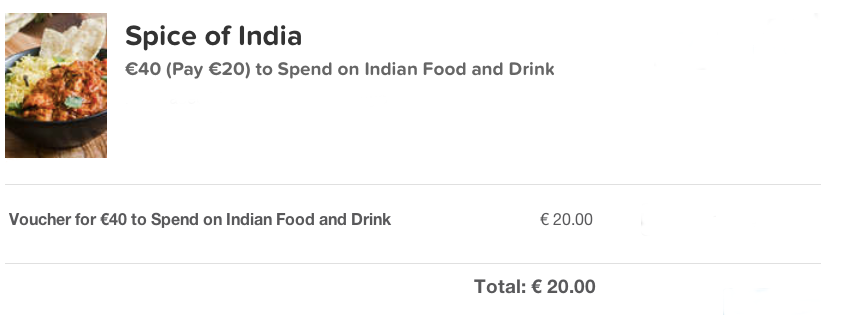 Spice of India
€40 (Pay €20) to Spend on Indian Food and Drink
Voucher for €40 to Spend on Indian Food and Drink € 20.00
Total: € 20.00